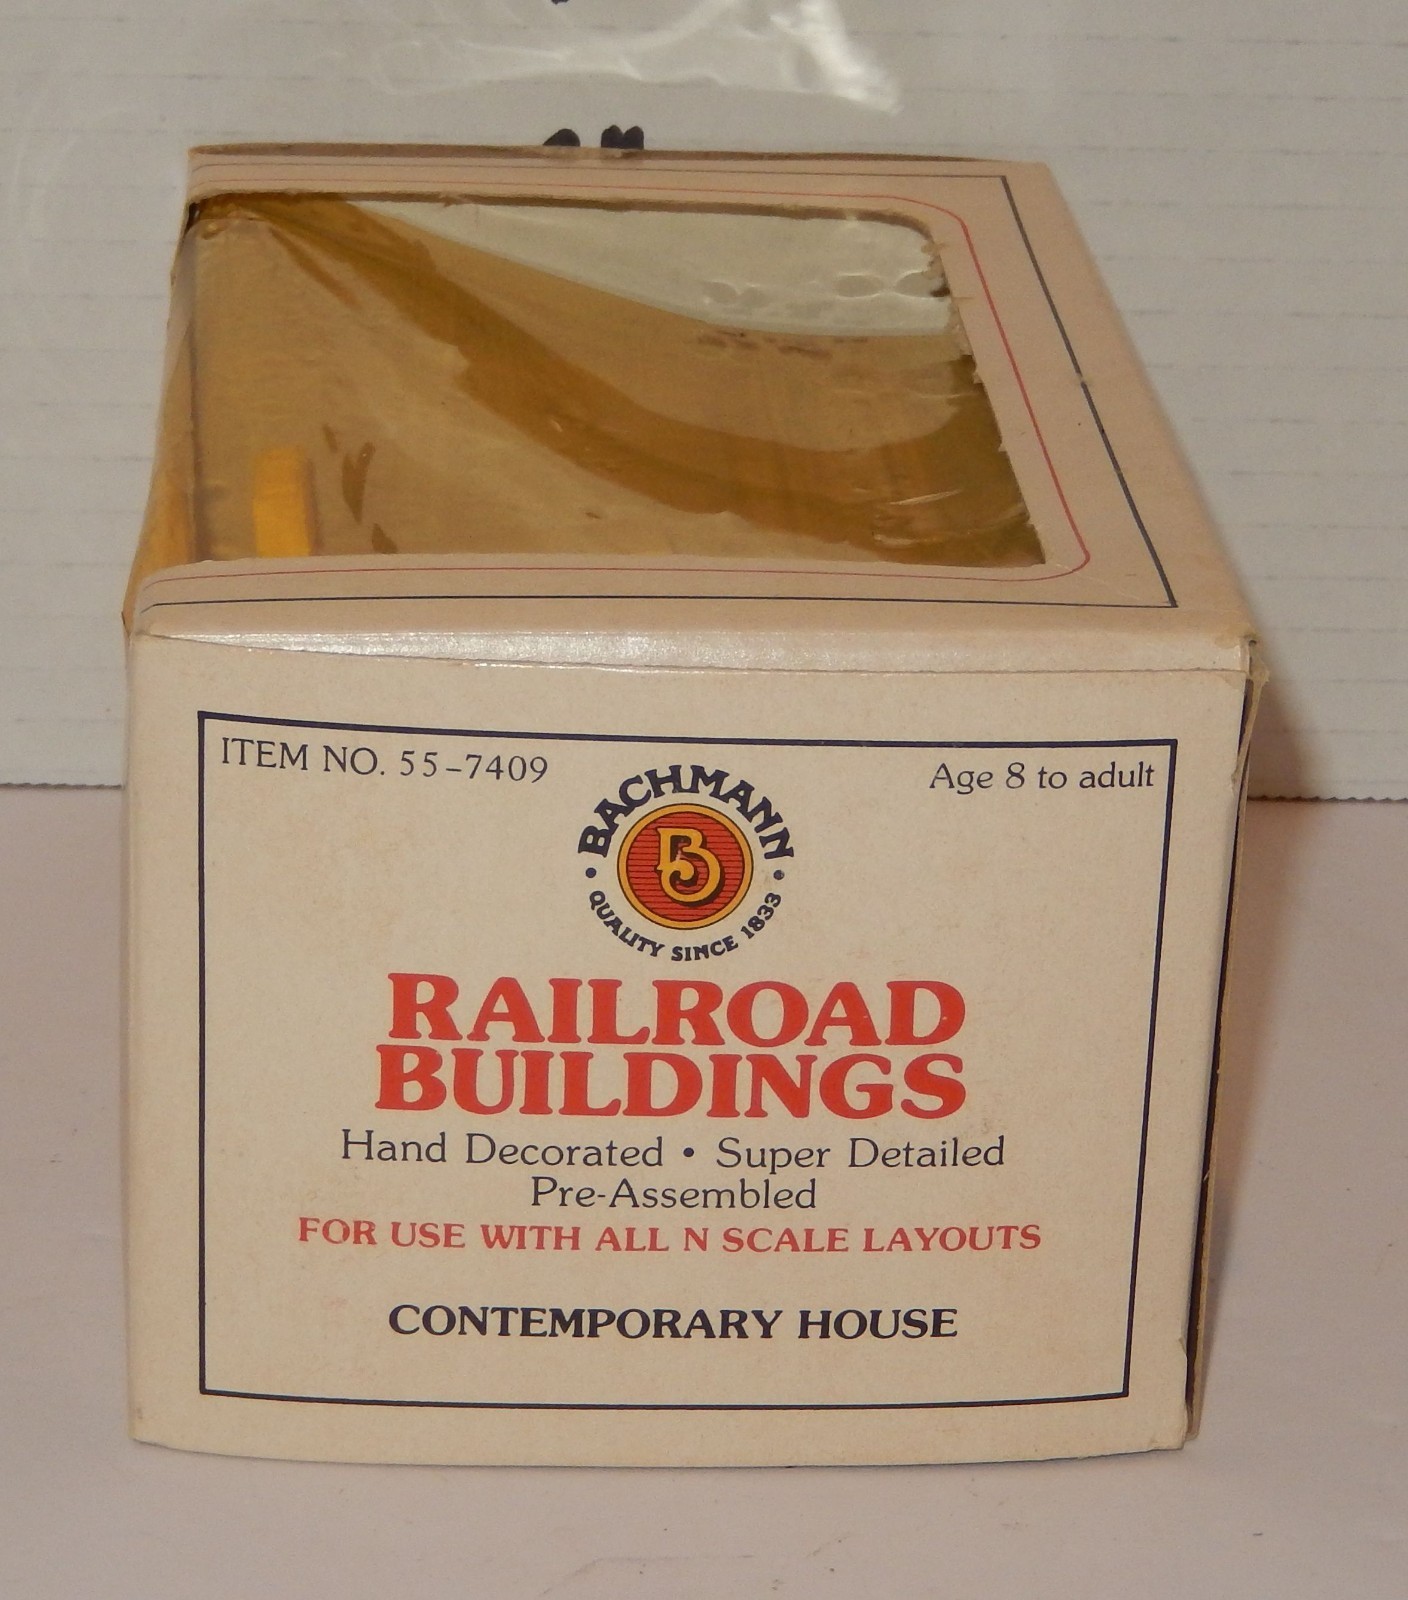 ITEM NO. 55-7409
Age 8 to adult
BACHMANN
B
• QUALITY SINCE 1833 •
RAILROAD
BUILDINGS
Hand Decorated • Super Detailed
Pre-Assembled
FOR USE WITH ALL N SCALE LAYOUTS
CONTEMPORARY HOUSE